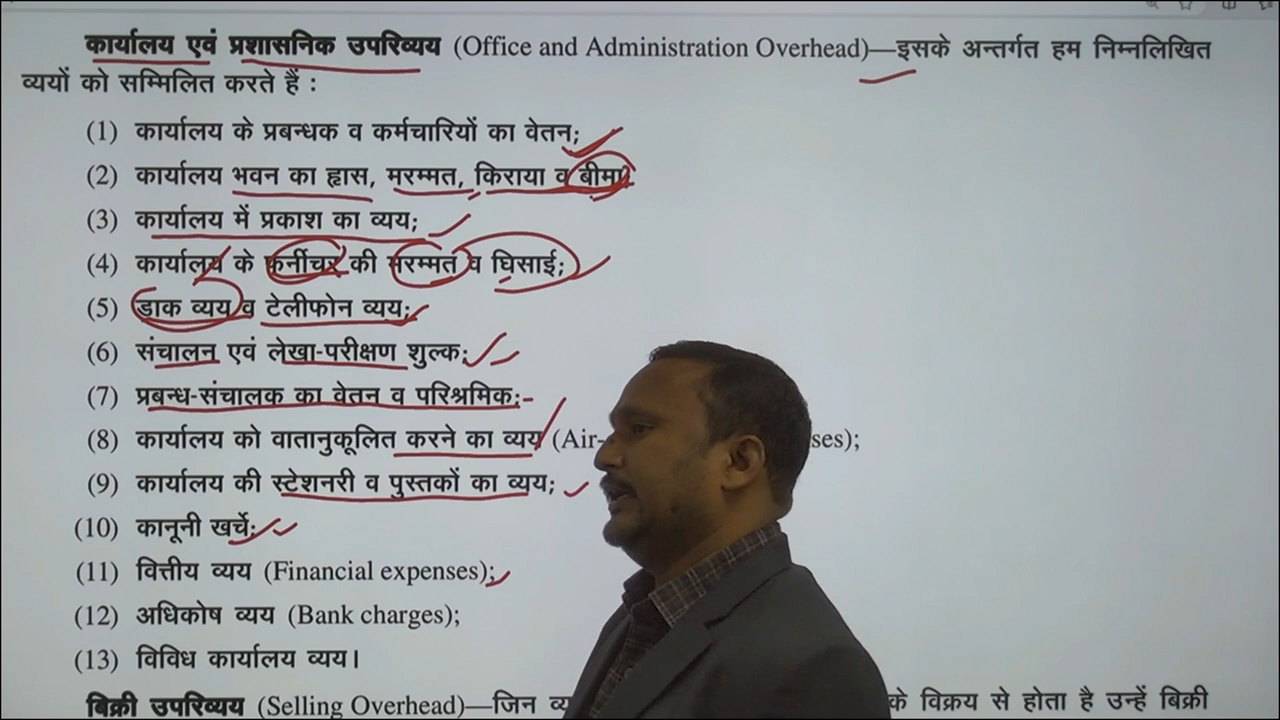 कार्यालय एवं प्रशासनिक उपरिव्यय (Office and Administration Overhead)—इसके अन्तर्गत हम निम्नलिखित
व्ययों को सम्मिलित करते हैं :
(1) कार्यालय के प्रबन्धक व कर्मचारियों का वेतन;
(2) कार्यालय भवन का ह्रास, मरम्मत, किराया व बीमा;
(3) कार्यालय में प्रकाश का व्यय;
(4) कार्यालय के फर्नीचर की मरम्मत व घिसाई;
(5) डाक व्यय व टेलीफोन व्यय;
(6) संचालन एवं लेखा-परीक्षण शुल्क;
(7) प्रबन्ध-संचालक का वेतन व परिश्रमिक;
(8) कार्यालय को वातानुकूलित करने का व्यय (Air- ses);
(9) कार्यालय की स्टेशनरी व पुस्तकों का व्यय;
(10) कानूनी खर्चे;
(11) वित्तीय व्यय (Financial expenses);
(12) अधिकोष व्यय (Bank charges);
(13) विविध कार्यालय व्यय।
बिक्री उपरिव्यय (Selling Overhead)—जिन के विक्रय से होता है उन्हें बिक्री